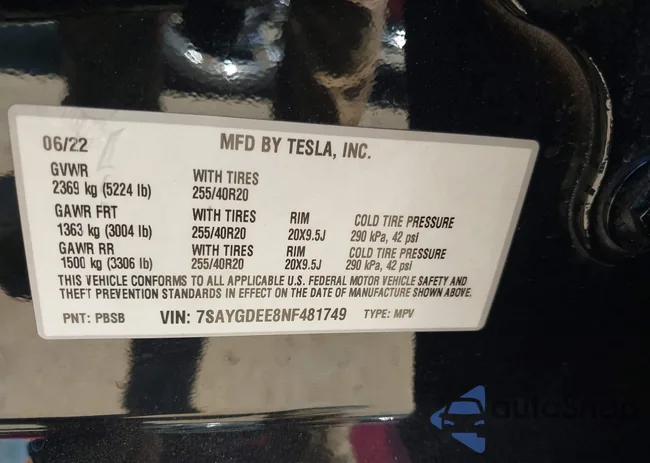 06/22 MFD BY TESLA, INC.
GVWR WITH TIRES
2369 kg (5224 lb) 255/40R20
GAWR FRT WITH TIRES RIM COLD TIRE PRESSURE
1363 kg (3004 lb) 255/40R20 20X9.5J 290 kPa, 42 psi
GAWR RR WITH TIRES RIM COLD TIRE PRESSURE
1500 kg (3306 lb) 255/40R20 20X9.5J 290 kPa, 42 psi
THIS VEHICLE CONFORMS TO ALL APPLICABLE U.S. FEDERAL MOTOR VEHICLE SAFETY AND
THEFT PREVENTION STANDARDS IN EFFECT ON THE DATE OF MANUFACTURE SHOWN ABOVE.
PNT: PBSB VIN: 7SAYGDEE8NF481749 TYPE: MPV